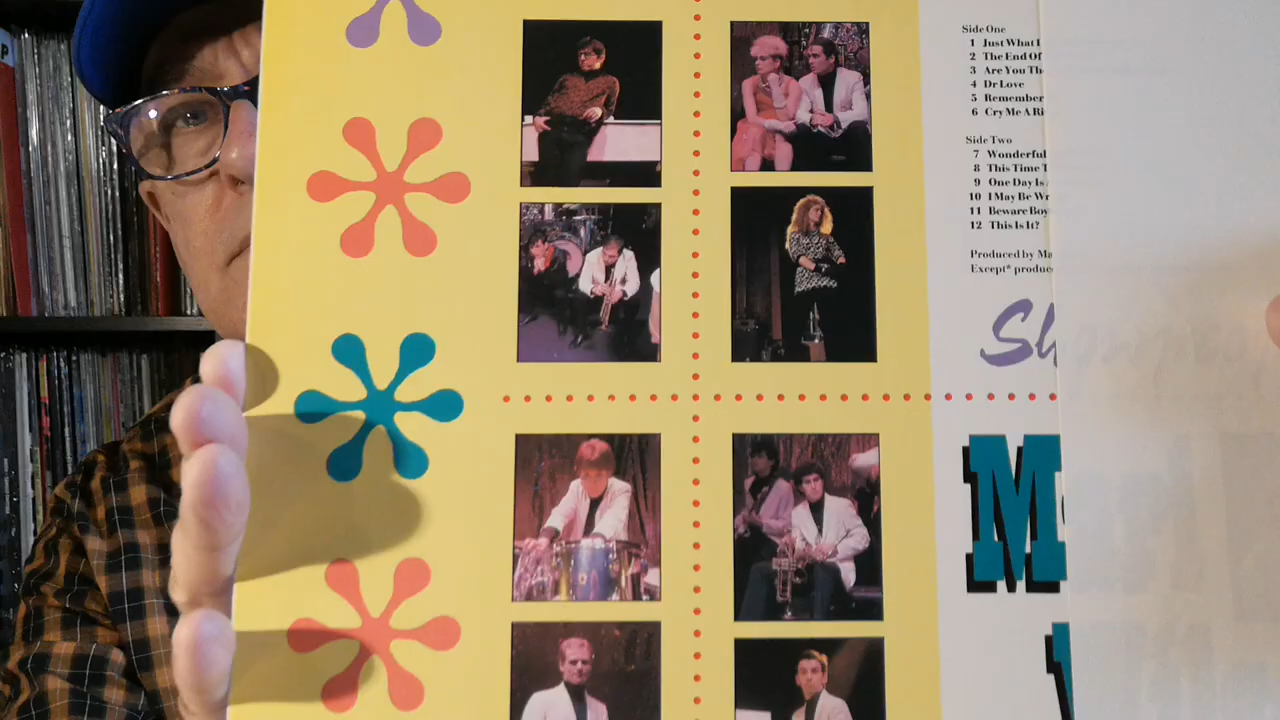 P
Side One
1 Just What I
2 The End Of
3 Are You Th
4 Dr Love
5 Remember
6 Cry Me A Ri
Side Two
7 Wonderful
8 This Time T
9 One Day Is
10 I May Be Wr
11 Beware Boy
12 This Is It?
Produced by Ma
Except* produce
Sh
M